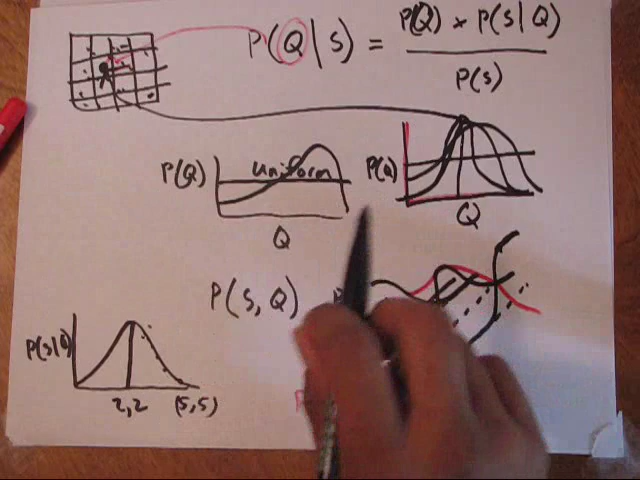 P(Q|S) = P(Q) × P(S|Q)
P(S)
P(Q)
uniform
Q
P(Q)
Q
P(S,Q)
P(S|Q)
2,2 (5,5)